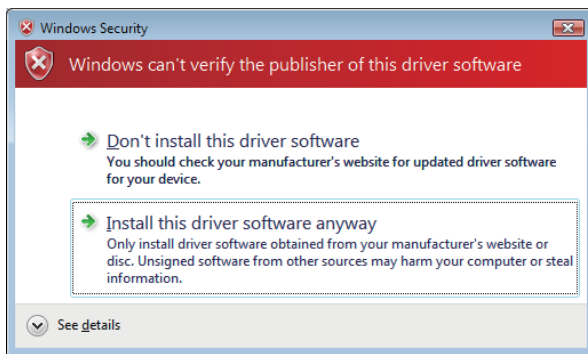 Windows Security
Windows can't verify the publisher of this driver software
Don't install this driver software
You should check your manufacturer's website for updated driver software
for your device.
Install this driver software anyway
Only install driver software obtained from your manufacturer's website or
disc. Unsigned software from other sources may harm your computer or steal
information.
See details